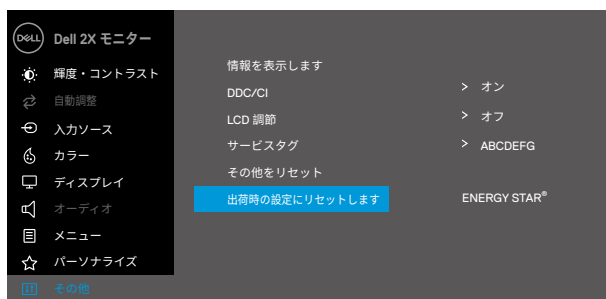 DELL Dell 2X モニター
輝度・コントラスト
自動調整
入力ソース
カラー
ディスプレイ
オーディオ
メニュー
パーソナライズ
その他
情報を表示します
DDC/CI > オン
LCD 調節 > オフ
サービスタグ > ABCDEFG
その他をリセット
出荷時の設定にリセットします ENERGY STAR®